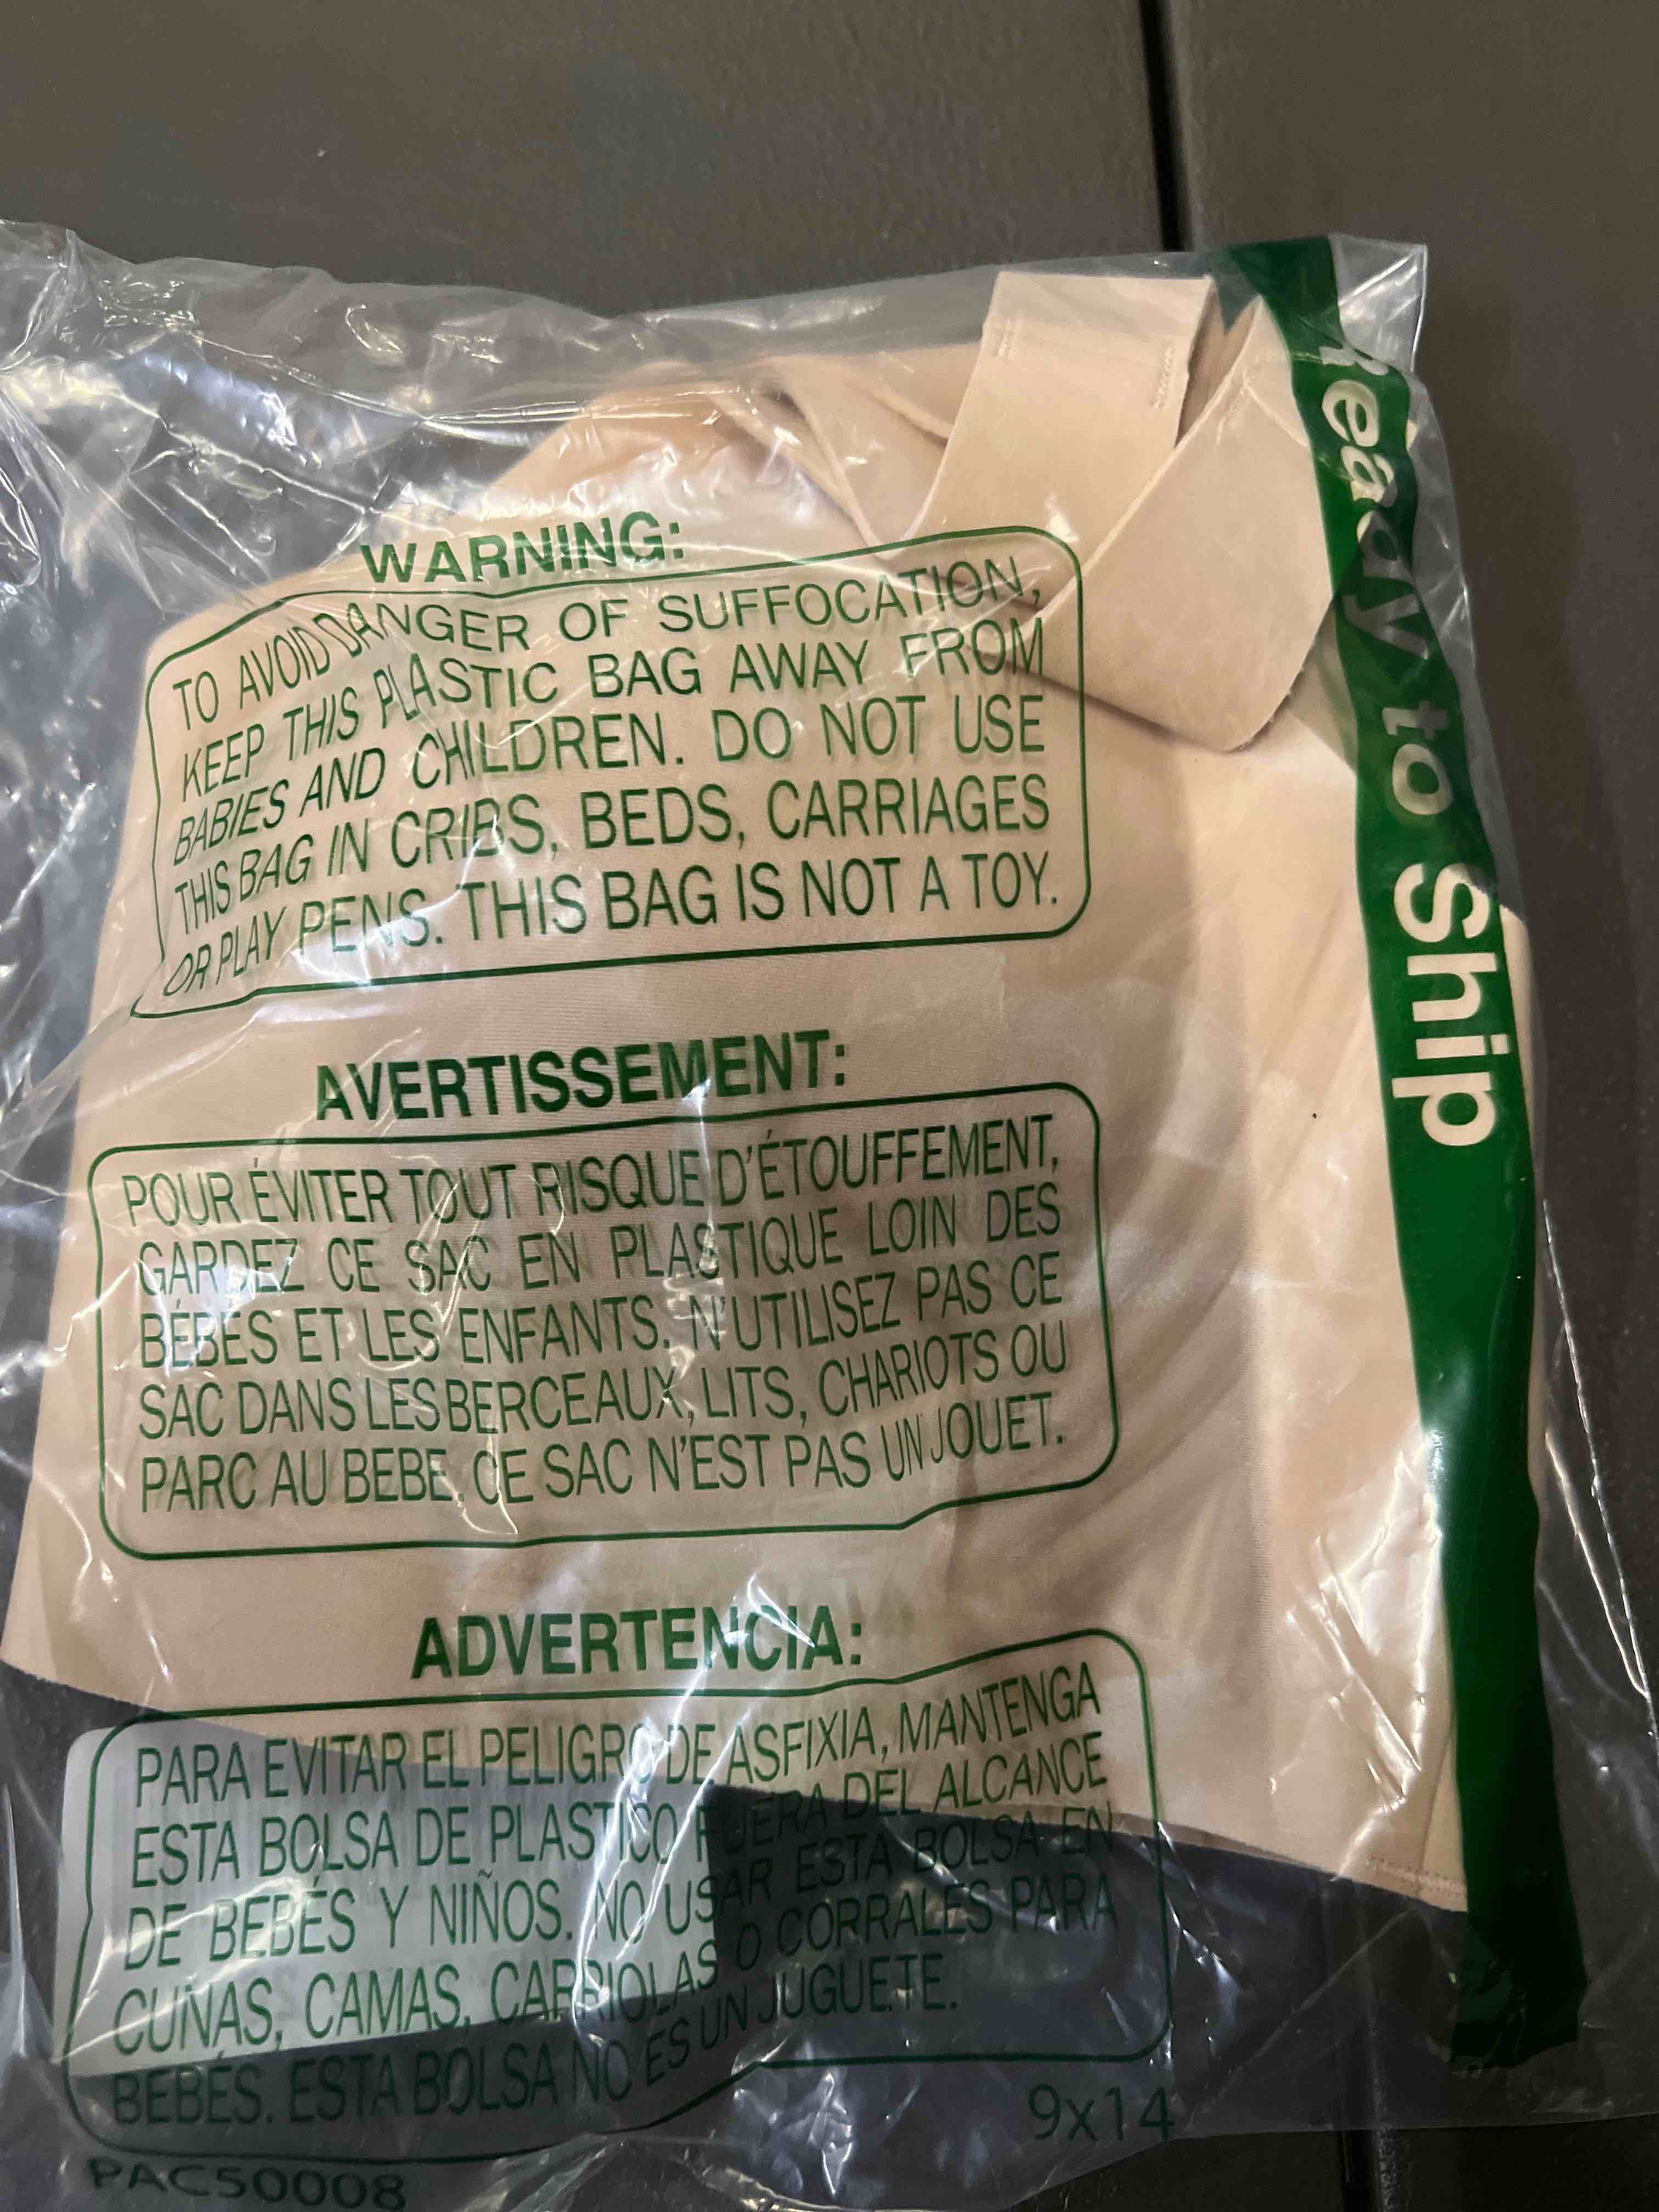 WARNING:
TO AVOID DANGER OF SUFFOCATION,
KEEP THIS PLASTIC BAG AWAY FROM
BABIES AND CHILDREN. DO NOT USE
THIS BAG IN CRIBS, BEDS, CARRIAGES
OR PLAY PENS. THIS BAG IS NOT A TOY.
AVERTISSEMENT:
POUR ÉVITER TOUT RISQUE D'ÉTOUFFEMENT,
GARDEZ CE SAC EN PLASTIQUE LOIN DES
BÉBÉS ET LES ENFANTS. N'UTILISEZ PAS CE
SAC DANS LES BERCEAUX, LITS, CHARIOTS OU
PARC AU BEBE. CE SAC N'EST PAS UN JOUET.
ADVERTENCIA:
PARA EVITAR EL PELIGRO DE ASFIXIA, MANTENGA
ESTA BOLSA DE PLASTICO FUERA DEL ALCANCE
DE BEBÉS Y NIÑOS. NO USAR ESTA BOLSA EN
CUNAS, CAMAS, CARRIOLAS O CORRALES PARA
BEBÉS. ESTA BOLSA NO ES UN JUGUETE.
9x14
PAC50008
Ready to Ship